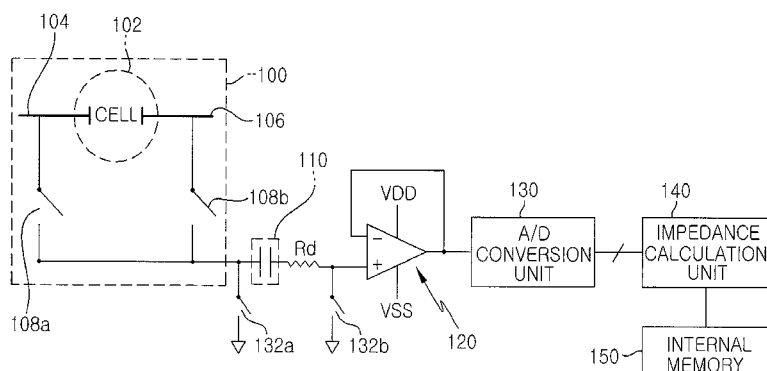 104
102
100
CELL
106
110
108b
108a
Rd
VDD
-
+
VSS
120
132a
132b
130
A/D
CONVERSION
UNIT
140
IMPEDANCE
CALCULATION
UNIT
150
INTERNAL
MEMORY